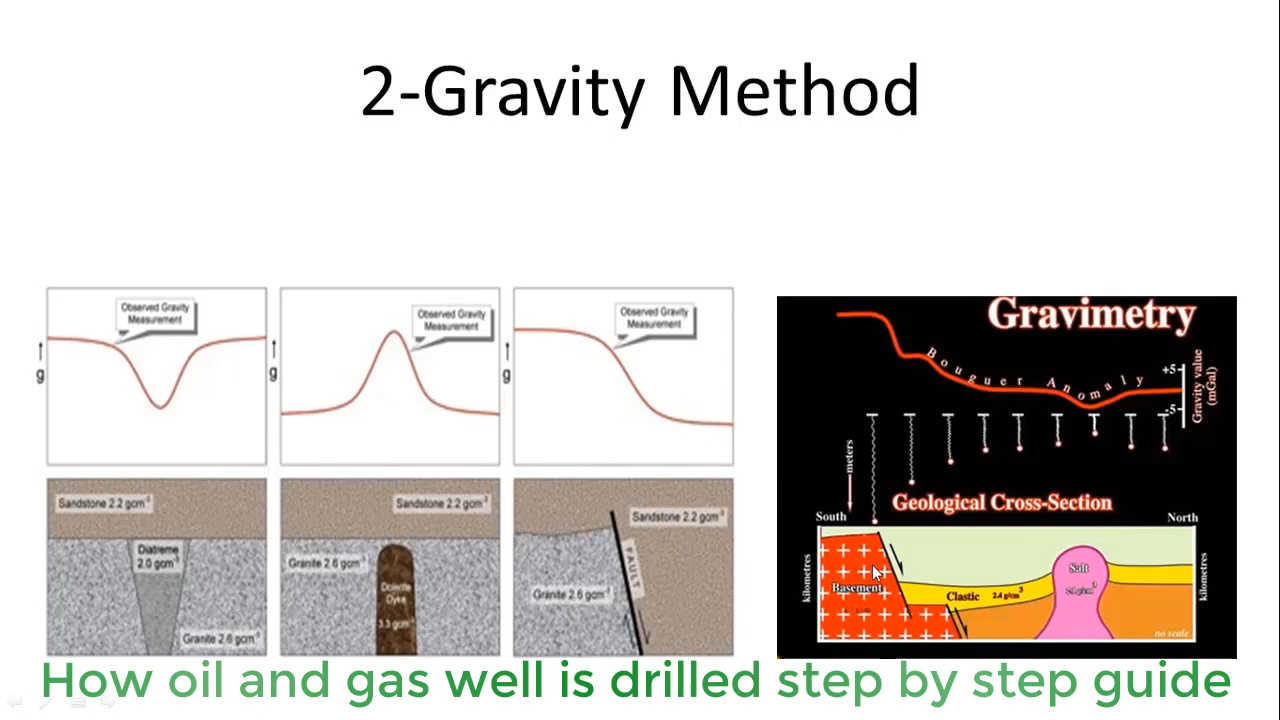 2-Gravity Method
Observed Gravity
Measurement
g
Observed Gravity
Measurement
g
Observed Gravity
Measurement
g
Sandstone 2.2 gcm⁻³
Diatreme
2.0 gcm⁻³
Granite 2.6 gcm⁻³
Sandstone 2.2 gcm⁻³
Granite 2.6 gcm⁻³
Dolerite
Dyke
3.3 gcm⁻³
Sandstone 2.2 gcm⁻³
FAULT
Granite 2.6 gcm⁻³
Gravimetry
Bouguer Anomaly
+5
-5
Gravity value
(mGal)
meters
Geological Cross-Section
South
North
kilometres
Basement
Clastic 2.4 g/cm³
Salt
kilometres
no scale
How oil and gas well is drilled step by step guide